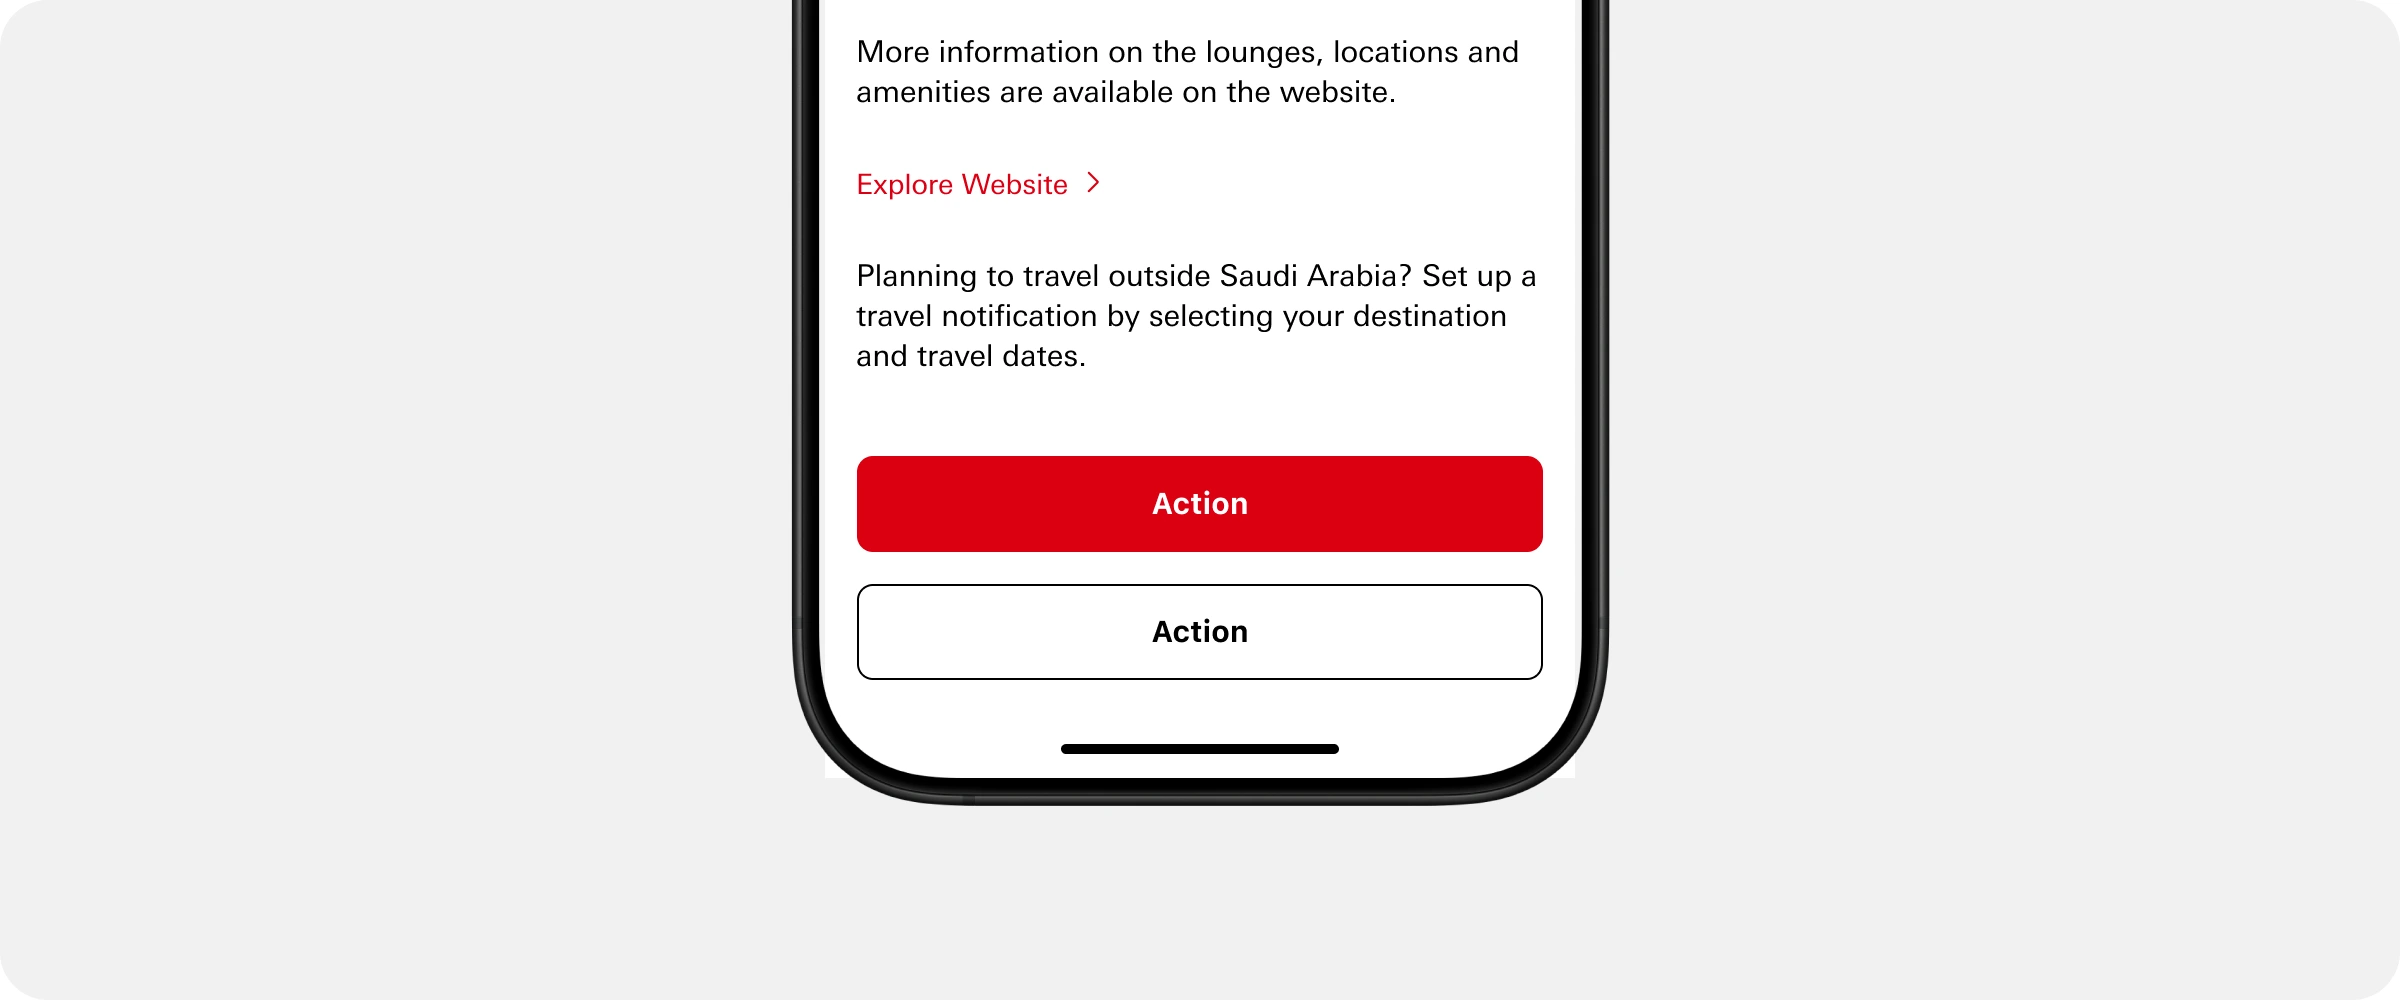 More information on the lounges, locations and
amenities are available on the website.
Explore Website
Planning to travel outside Saudi Arabia? Set up a
travel notification by selecting your destination
and travel dates.
Action
Action